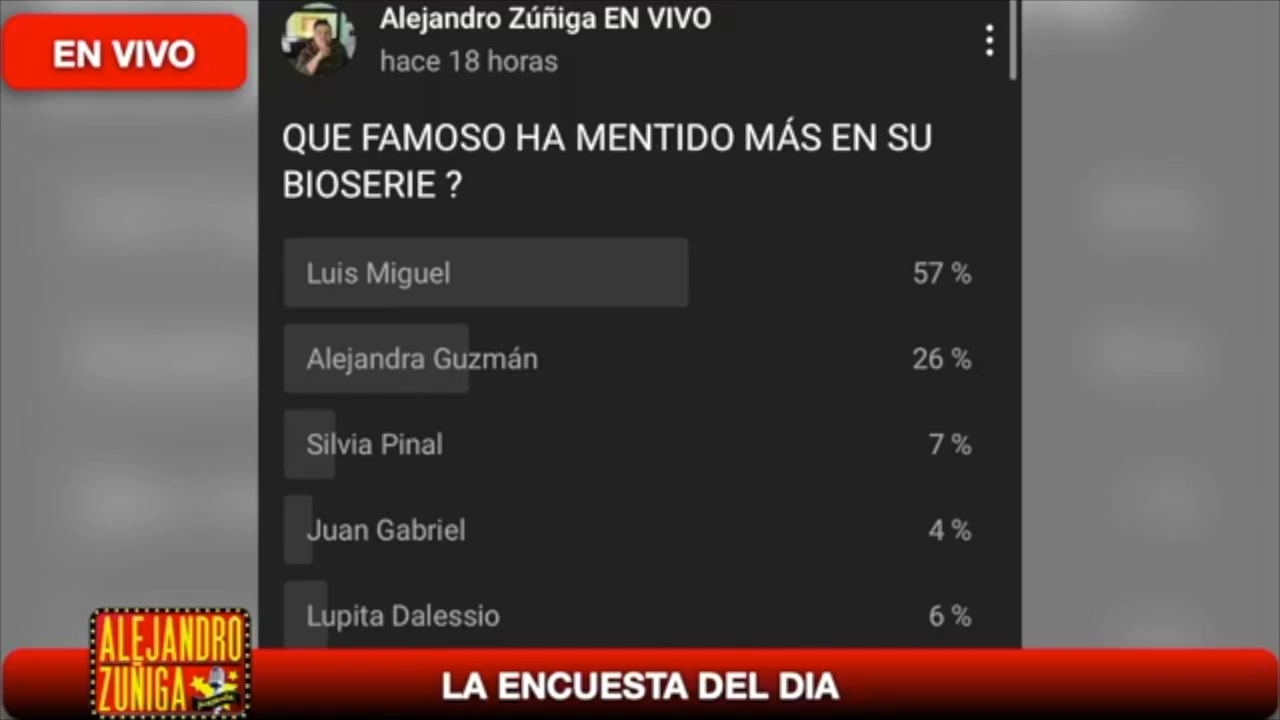 EN VIVO
Alejandro Zúñiga EN VIVO
hace 18 horas
QUE FAMOSO HA MENTIDO MÁS EN SU
BIOSERIE ?
Luis Miguel 57 %
Alejandra Guzmán 26 %
Silvia Pinal 7 %
Juan Gabriel 4 %
Lupita Dalessio 6 %
ALEJANDRO
ZÚÑIGA
LA ENCUESTA DEL DIA